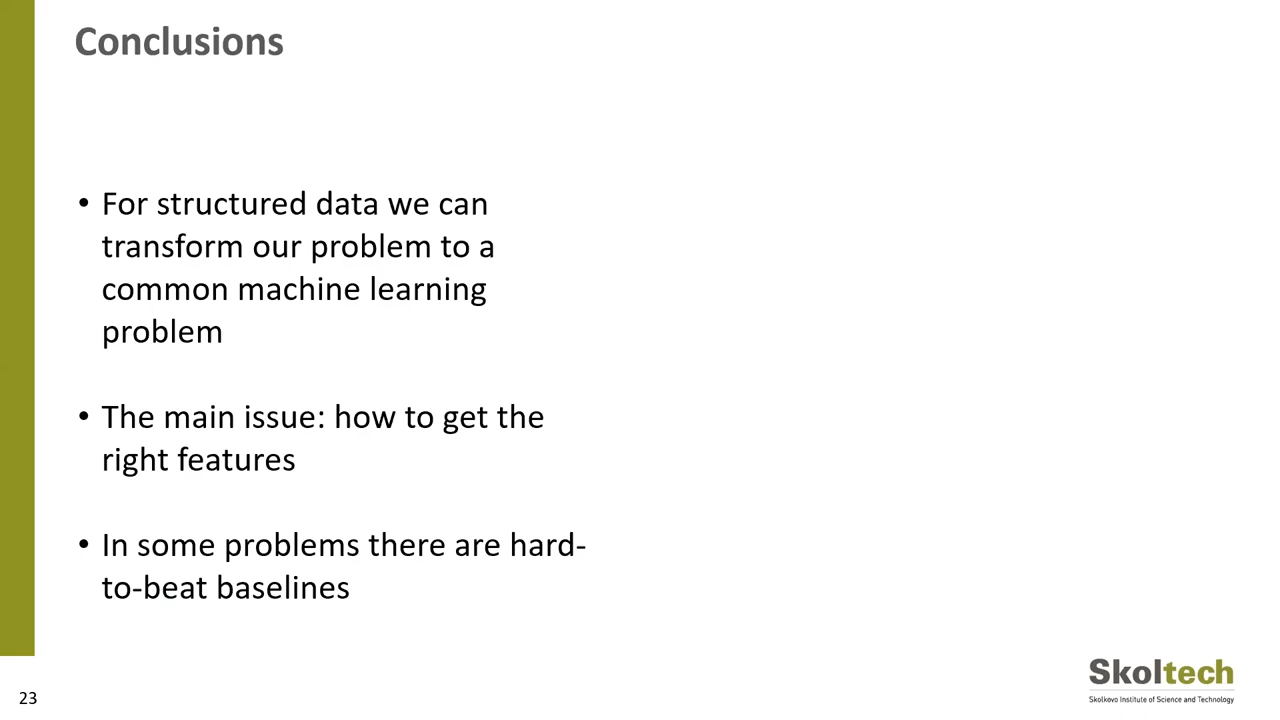 Conclusions
• For structured data we can
transform our problem to a
common machine learning
problem
• The main issue: how to get the
right features
• In some problems there are hard-
to-beat baselines
23
Skoltech
Skolkovo Institute of Science and Technology